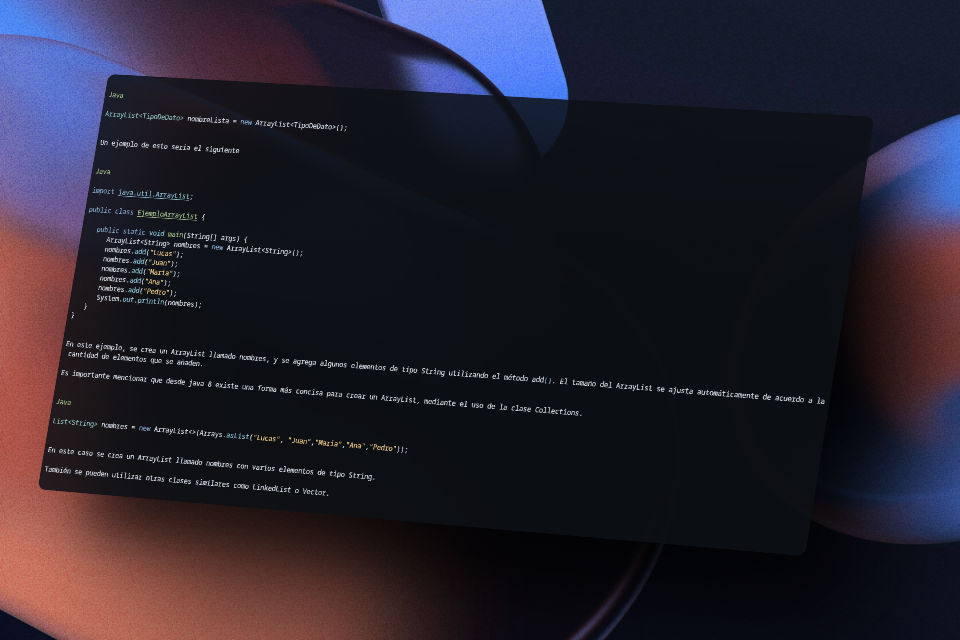 Java
ArrayList<TipoDeDato> nombreLista = new ArrayList<TipoDeDato>();
Un ejemplo de esto seria el siguiente
Java
import java.util.ArrayList;
public class EjemploArrayList {
public static void main(String[] args) {
ArrayList<String> nombres = new ArrayList<String>();
nombres.add("Lucas");
nombres.add("Juan");
nombres.add("Maria");
nombres.add("Ana");
nombres.add("Pedro");
System.out.println(nombres);
}
}
En este ejemplo, se crea un ArrayList llamado nombres, y se agrega algunos elementos de tipo String utilizando el método add(). El tamano del ArrayList se ajusta automáticamente de acuerdo a la
cantidad de elementos que se anaden.
Es importante mencionar que desde java 8 existe una forma más concisa para crear un ArrayList, mediante el uso de la clase Collections.
Java
List<String> nombres = new ArrayList<>(Arrays.asList("Lucas", "Juan","Maria","Ana","Pedro"));
En este caso se crea un ArrayList llamado nombres con varios elementos de tipo String.
También se pueden utilizar otras clases similares como LinkedList o Vector.